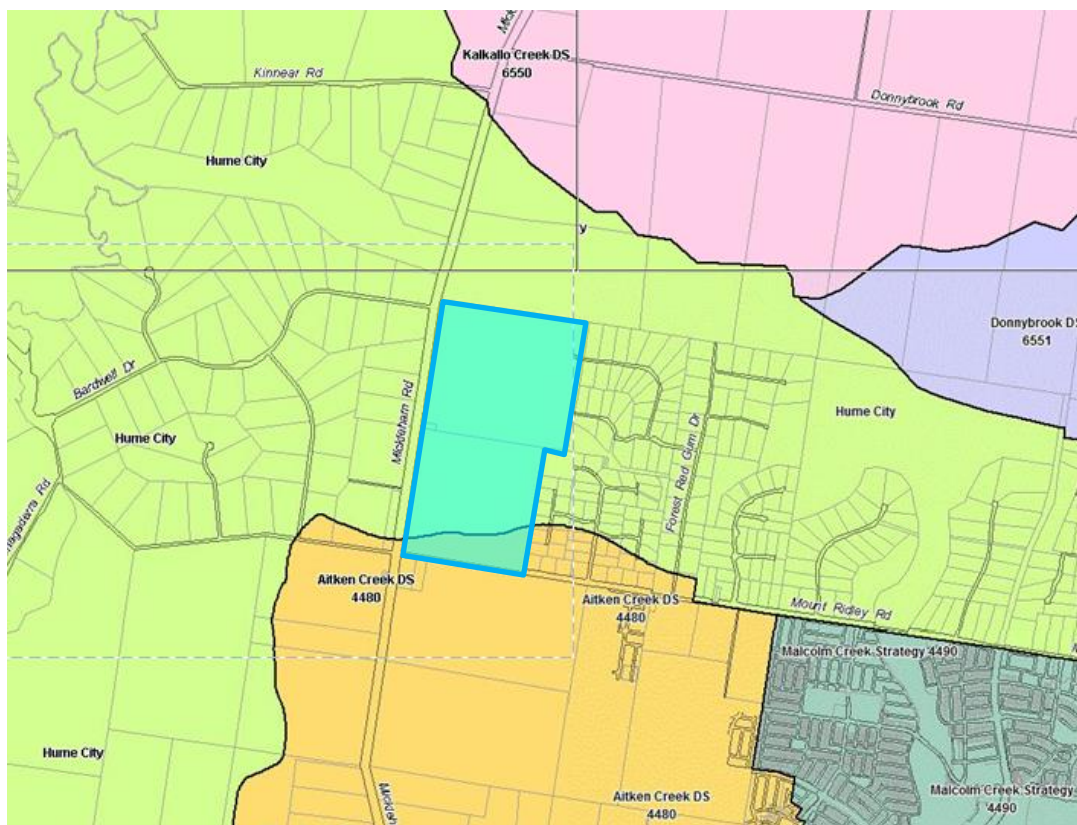 Kalkallo Creek DS
6550
Kinnear Rd
Donnybrook Rd
Hume City
Donnybrook DS
6551
Bardwell Dr
Mickleham Rd
Hume City
Hume City
Forest Red Gum Dr
Aitken Creek DS
4480
Aitken Creek DS
4480
Mount Ridley Rd
Malcolm Creek Strategy 4490
Hume City
Aitken Creek DS
4480
Malcolm Creek Strategy
4490